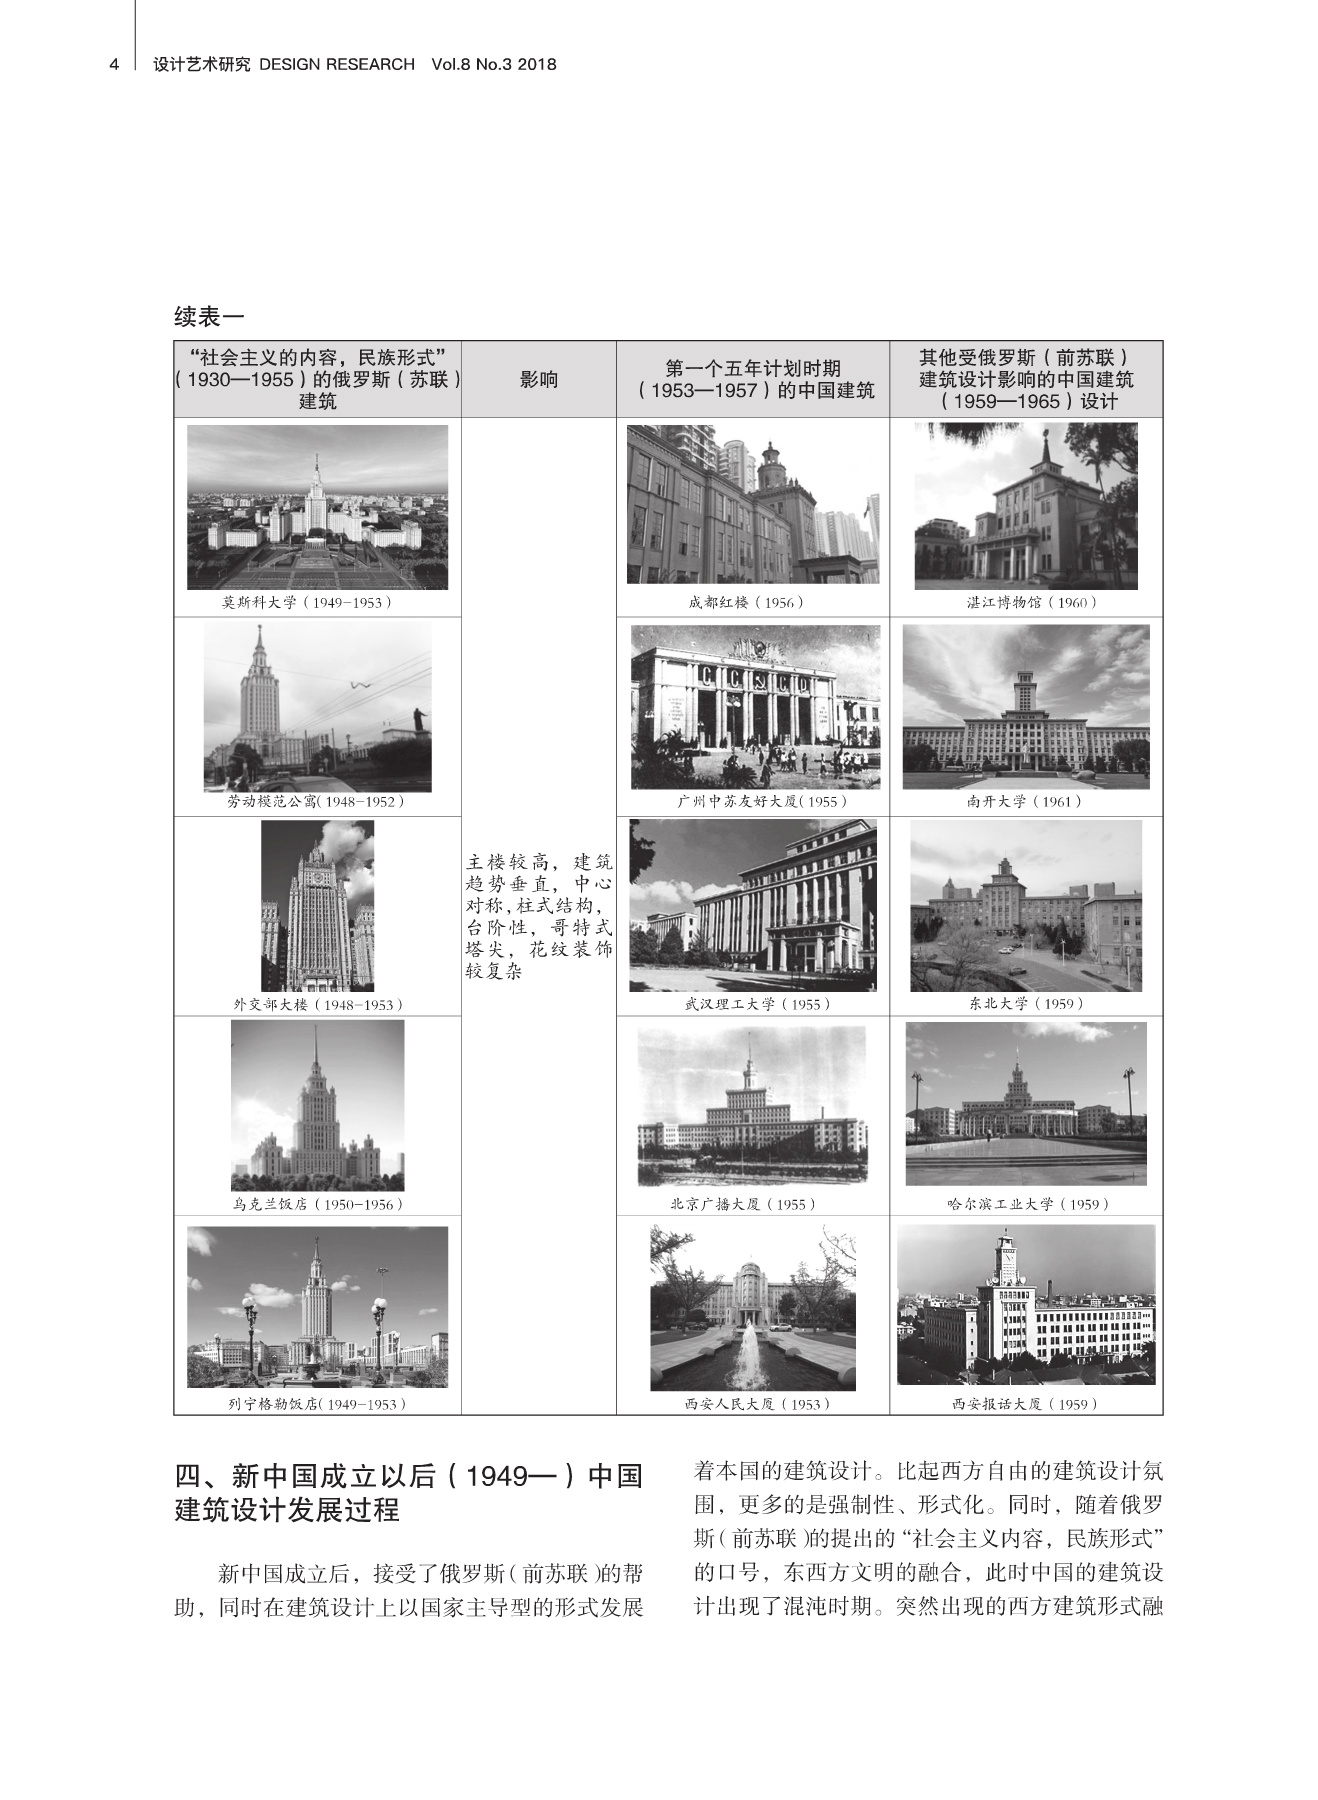 4 设计艺术研究 DESIGN RESEARCH Vol.8 No.3 2018
续表一
“社会主义的内容，民族形式”
（1930—1955）的俄罗斯（苏联）
建筑
影响
第一个五年计划时期
（1953—1957）的中国建筑
其他受俄罗斯（前苏联）
建筑设计影响的中国建筑
（1959—1965）设计
莫斯科大学（1949-1953）
成都红楼（1956）
湛江博物馆（1960）
劳动模范公寓（1948-1952）
CCCP
广州中苏友好大厦（1955）
南开大学（1961）
主楼较高，建筑
趋势垂直，中心
对称，柱式结构，
台阶性，哥特式
塔尖，花纹装饰
较复杂
外交部大楼（1948-1953）
武汉理工大学（1955）
东北大学（1959）
乌克兰饭店（1950-1956）
北京广播大厦（1955）
哈尔滨工业大学（1959）
列宁格勒饭店（1949-1953）
西安人民大厦（1953）
西安报话大厦（1959）
四、新中国成立以后（1949—）中国
建筑设计发展过程
新中国成立后，接受了俄罗斯（前苏联）的帮
助，同时在建筑设计上以国家主导型的形式发展
着本国的建筑设计。比起西方自由的建筑设计氛
围，更多的是强制性、形式化。同时，随着俄罗
斯（前苏联）的提出的“社会主义内容，民族形式”
的口号，东西方文明的融合，此时中国的建筑设
计出现了混沌时期。突然出现的西方建筑形式融